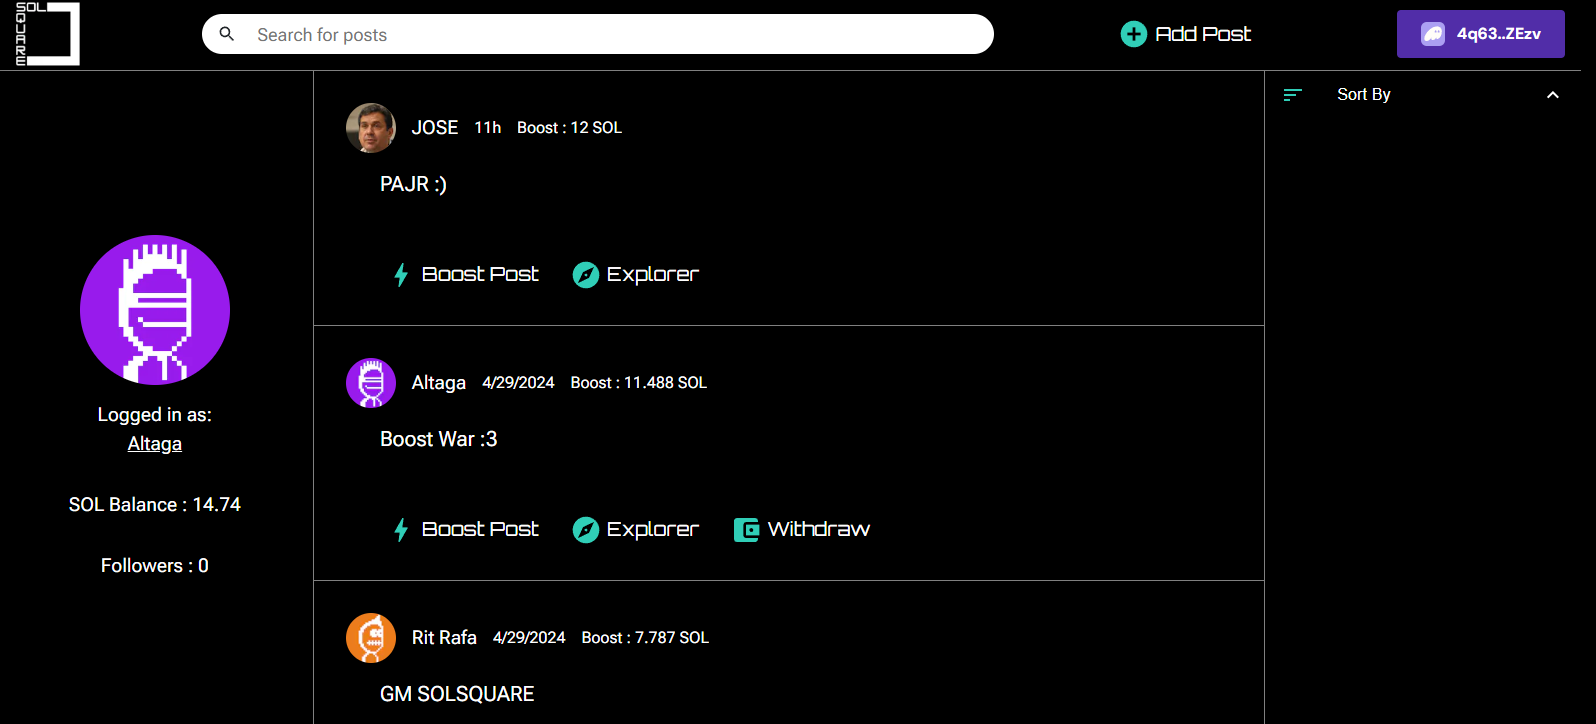 SOL
SQUARE
Search for posts
Add Post
4q63..ZEzv
Logged in as:
Altaga
SOL Balance : 14.74
Followers : 0
JOSE 11h Boost : 12 SOL
PAJR :)
Boost Post Explorer
Altaga 4/29/2024 Boost : 11.488 SOL
Boost War :3
Boost Post Explorer Withdraw
Rit Rafa 4/29/2024 Boost : 7.787 SOL
GM SOLSQUARE
Sort By